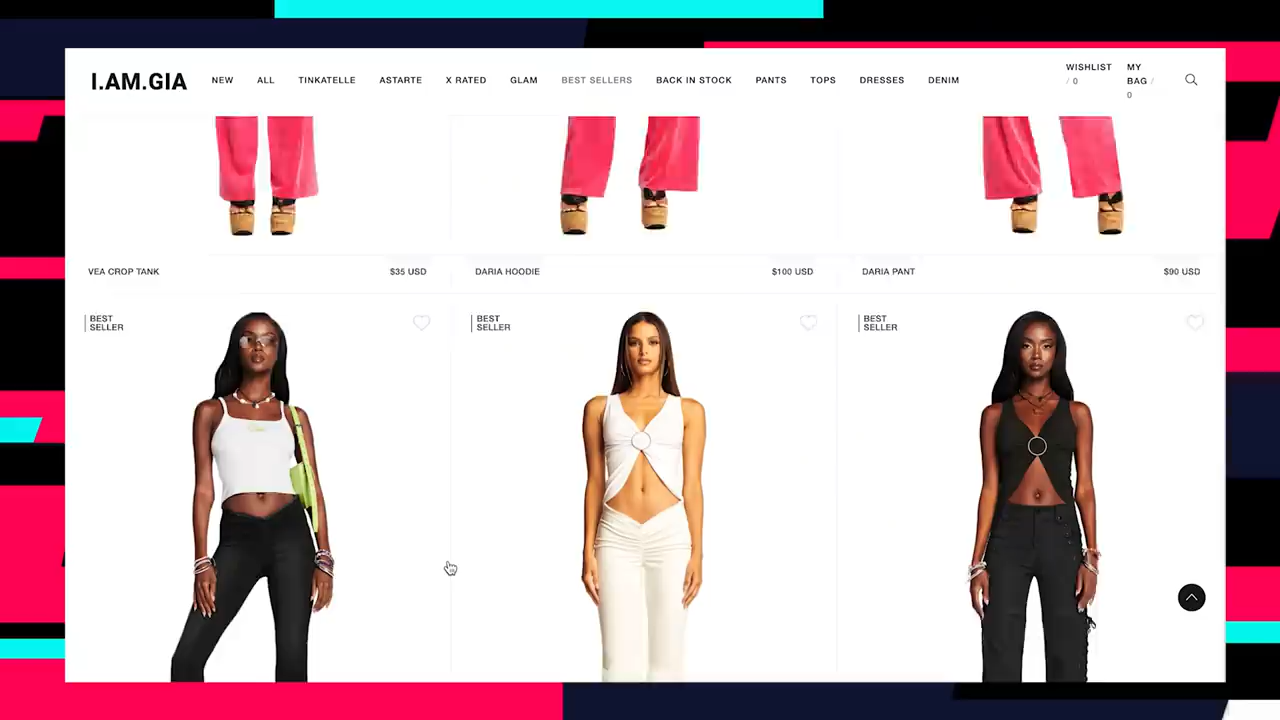 I.AM.GIA
NEW ALL TINKATELLE ASTARTE X RATED GLAM BEST SELLERS BACK IN STOCK PANTS TOPS DRESSES DENIM
WISHLIST / 0
MY BAG / 0
VEA CROP TANK $35 USD
DARIA HOODIE $100 USD
DARIA PANT $90 USD
BEST
SELLER
BEST
SELLER
BEST
SELLER